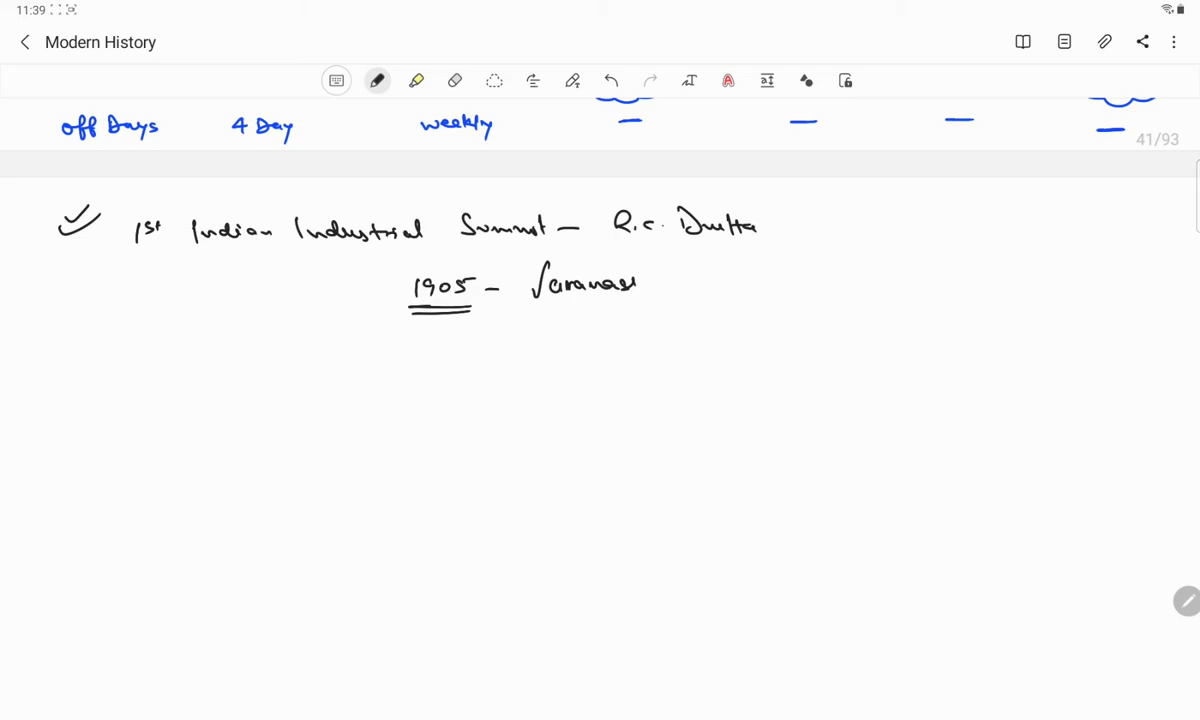 11:39
Modern History
off Days 4 Day weekly — — — —
41/93
1st Indian Industrial Summit — R.C. Dutta
1905 - Varanasi